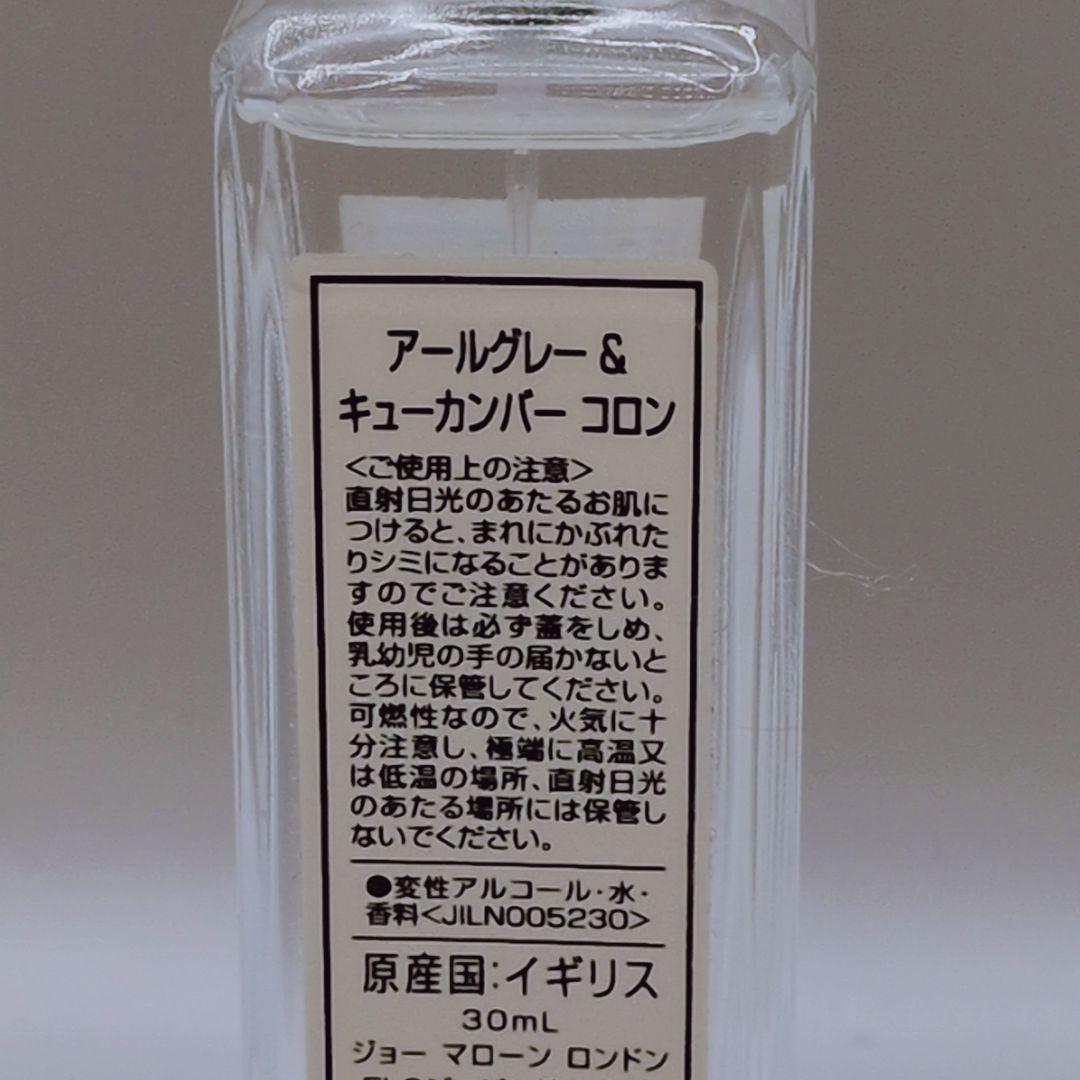 アールグレー &
キューカンバー コロン
<ご使用上の注意>
直射日光のあたるお肌に
つけると、まれにかぶれた
りシミになることがありま
すのでご注意ください。
使用後は必ず蓋をしめ、
乳幼児の手の届かないと
ころに保管してください。
可燃性なので、火気に十
分注意し、極端に高温又
は低温の場所、直射日光
のあたる場所には保管し
ないでください。
●変性アルコール・水・
香料<JILN005230>
原産国:イギリス
30mL
ジョー マローン ロンドン